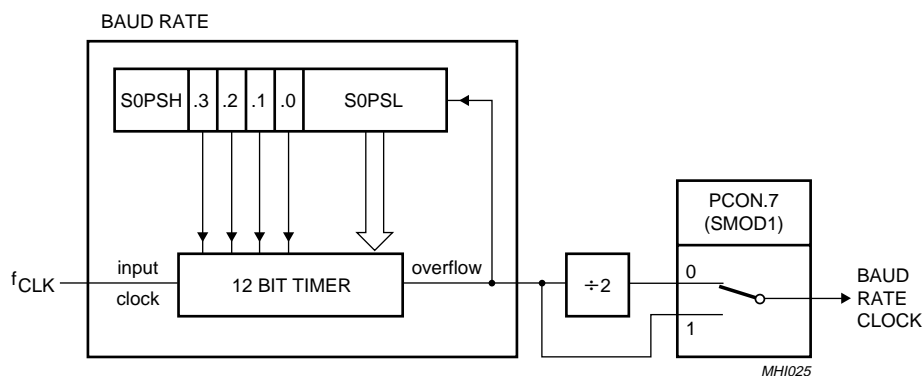 BAUD RATE
S0PSH .3 .2 .1 .0 S0PSL
PCON.7
(SMOD1)
fCLK
input
clock
12 BIT TIMER
overflow
÷2
0
1
BAUD
RATE
CLOCK
MHI025